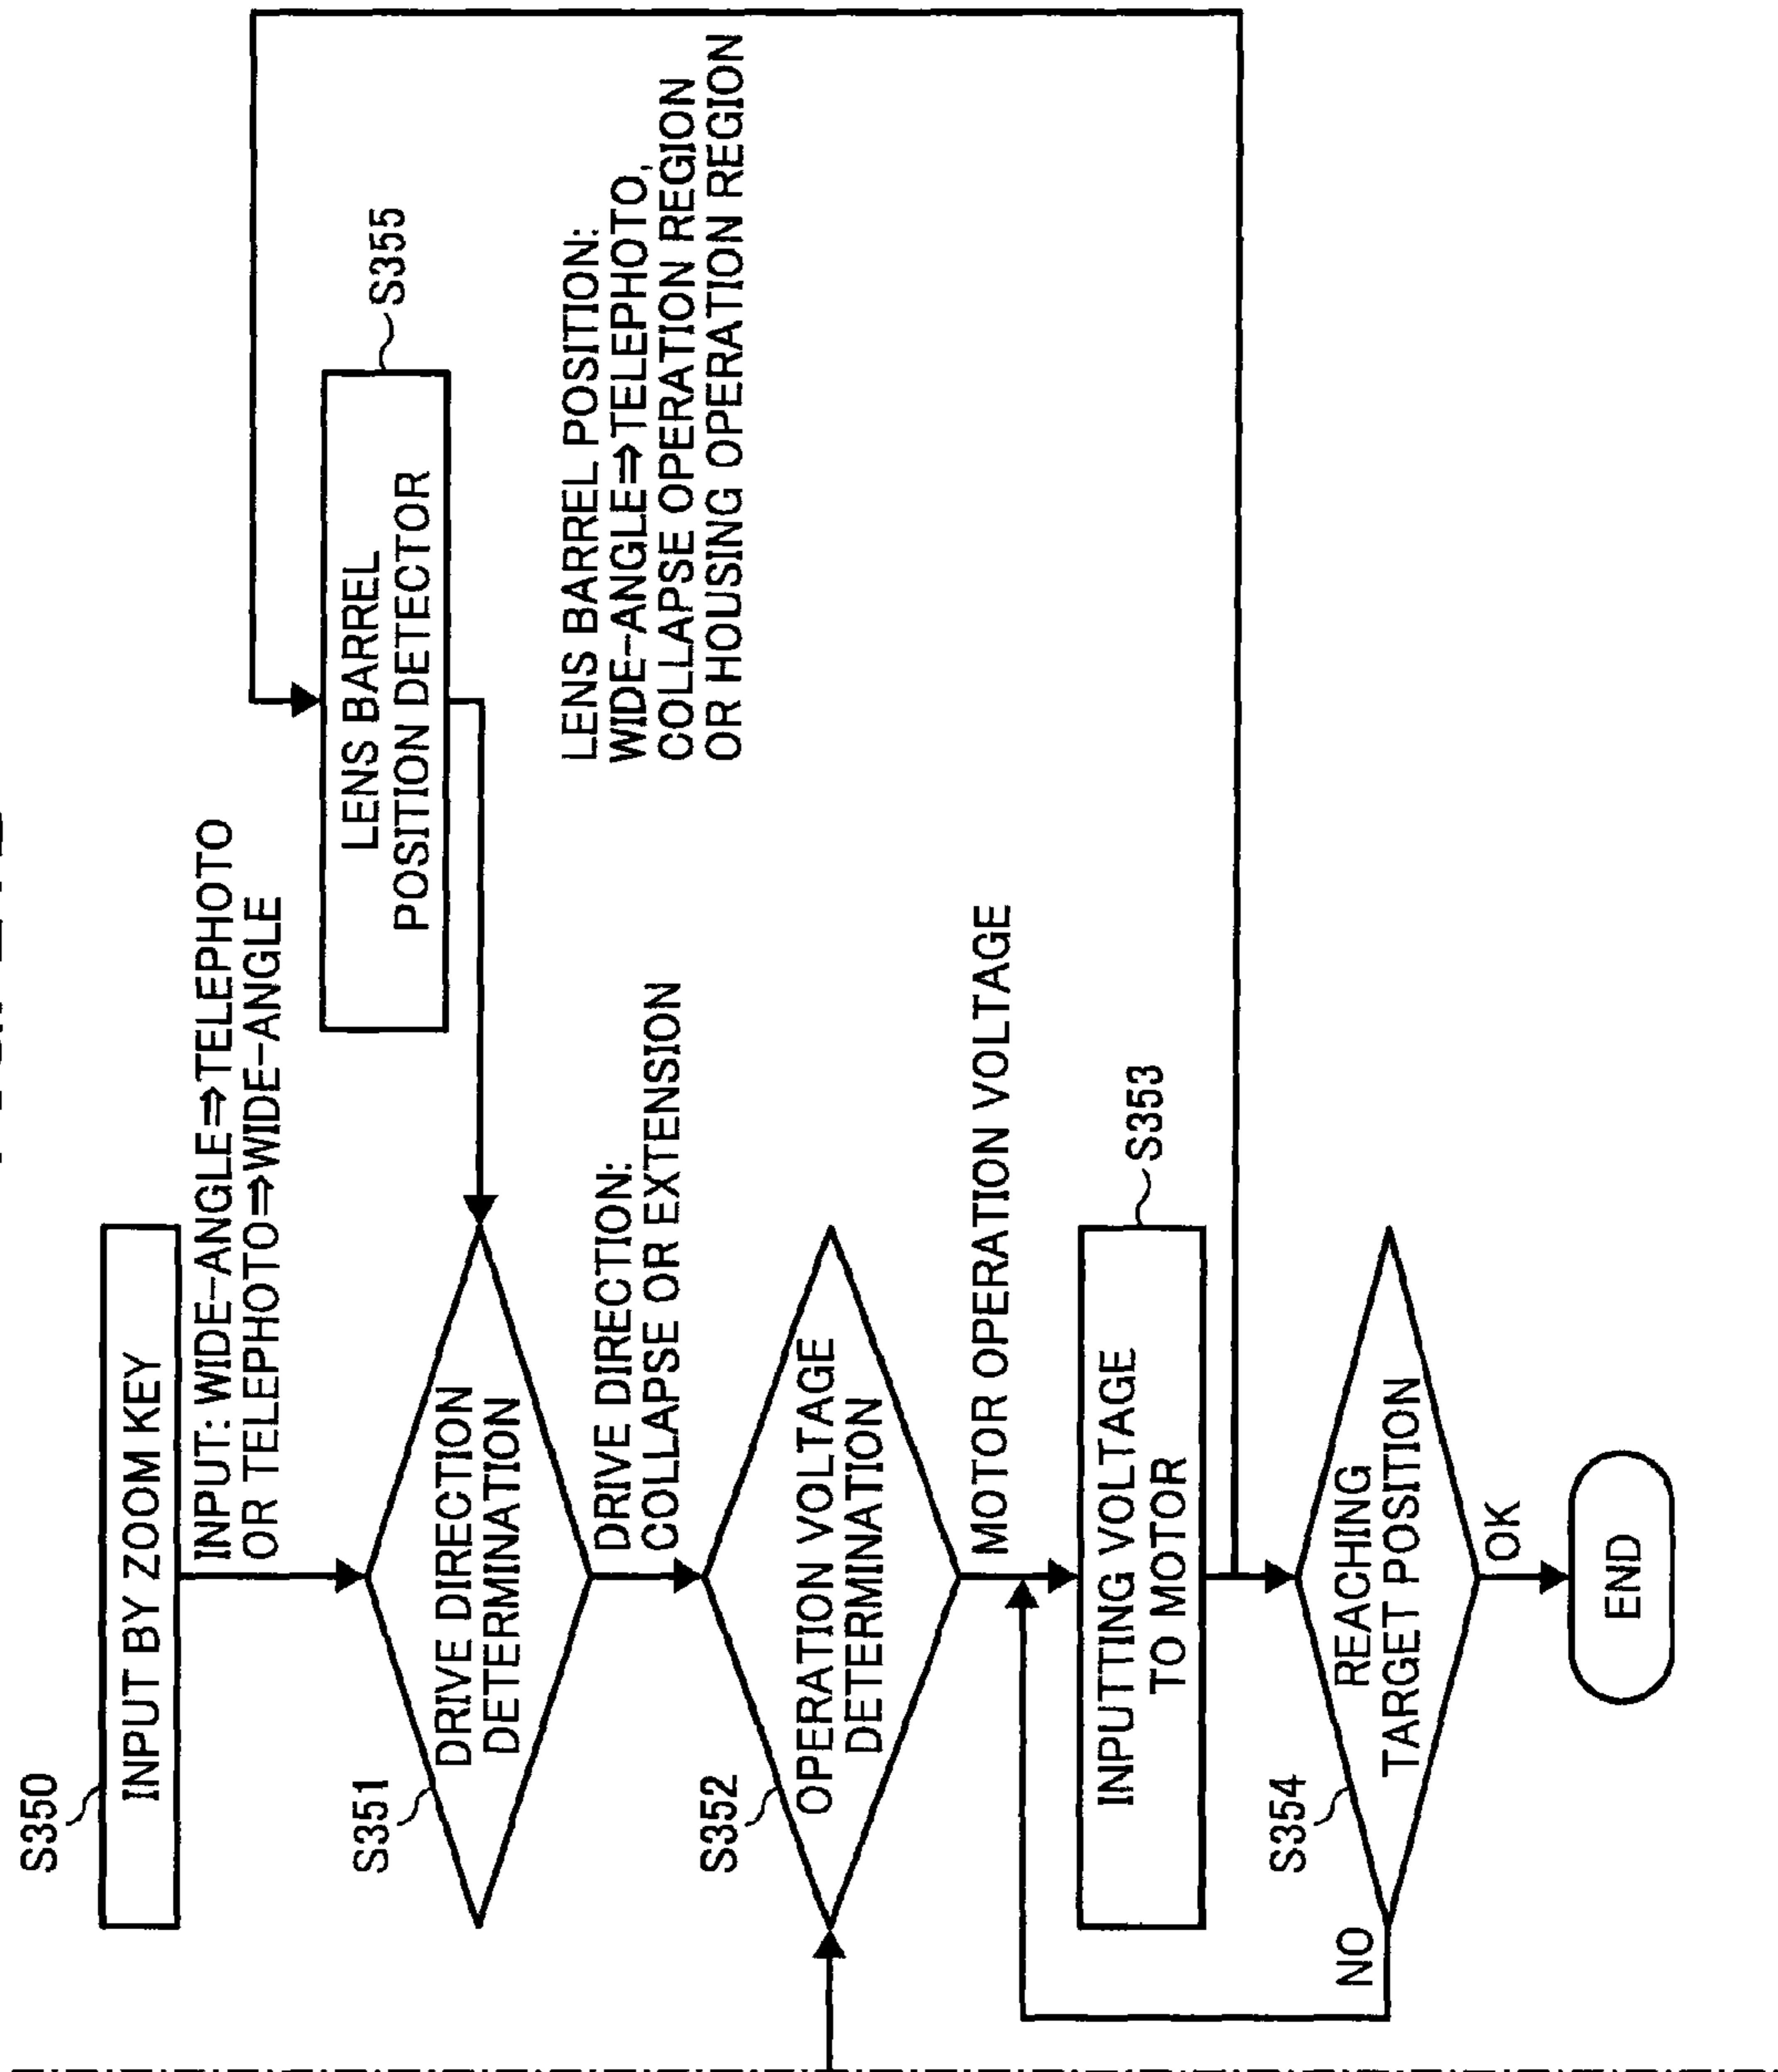 S350
INPUT BY ZOOM KEY
INPUT: WIDE-ANGLE⇒TELEPHOTO
OR TELEPHOTO⇒WIDE-ANGLE
S351
DRIVE DIRECTION
DETERMINATION
LENS BARREL
POSITION DETECTOR
S355
LENS BARREL POSITION:
WIDE-ANGLE⇒TELEPHOTO,
COLLAPSE OPERATION REGION
OR HOUSING OPERATION REGION
DRIVE DIRECTION:
COLLAPSE OR EXTENSION
S352
OPERATION VOLTAGE
DETERMINATION
MOTOR OPERATION VOLTAGE
INPUTTING VOLTAGE
TO MOTOR
S353
S354
REACHING
TARGET POSITION
NO
OK
END